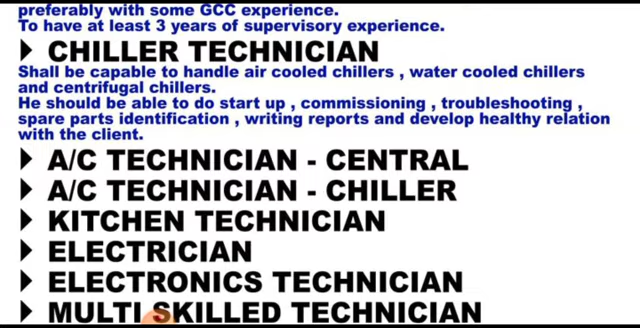 preferably with some GCC experience.
To have at least 3 years of supervisory experience.
CHILLER TECHNICIAN
Shall be capable to handle air cooled chillers , water cooled chillers
and centrifugal chillers.
He should be able to do start up , commissioning , troubleshooting ,
spare parts identification , writing reports and develop healthy relation
with the client.
A/C TECHNICIAN - CENTRAL
A/C TECHNICIAN - CHILLER
KITCHEN TECHNICIAN
ELECTRICIAN
ELECTRONICS TECHNICIAN
MULTI SKILLED TECHNICIAN